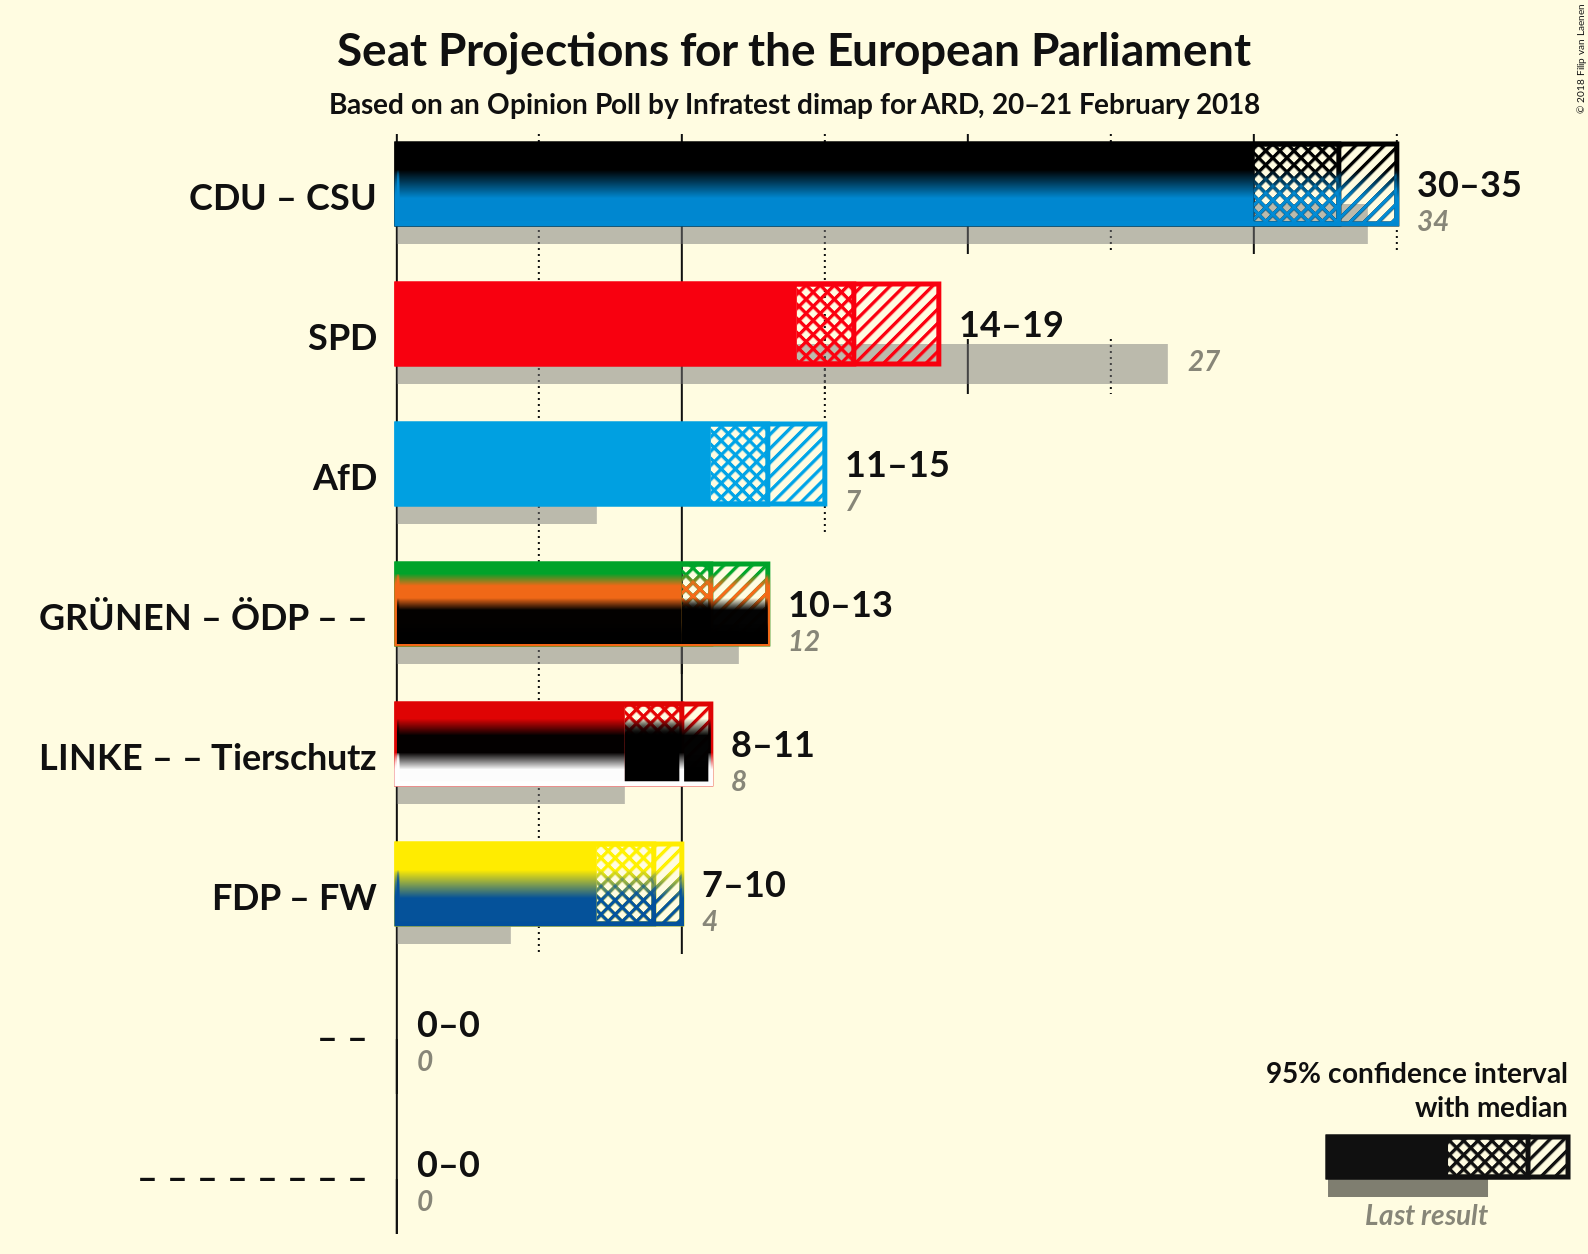 Seat Projections for the European Parliament
Based on an Opinion Poll by Infratest dimap for ARD, 20–21 February 2018
© 2018 Filip van Laenen
CDU – CSU
30–35
34
SPD
14–19
27
AfD
11–15
7
GRÜNEN – ÖDP – –
10–13
12
LINKE – – Tierschutz
8–11
8
FDP – FW
7–10
4
– –
0–0
0
– – – – – – – –
0–0
0
95% confidence interval
with median
Last result